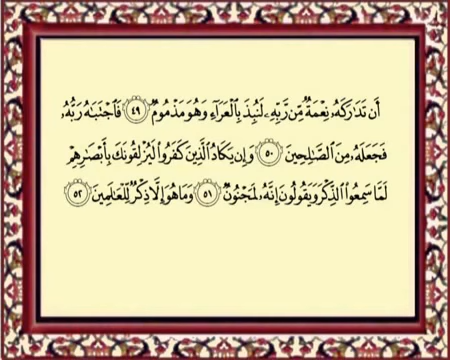 أَن تَدَارَكَهُۥ نِعْمَةٌ مِّن رَّبِّهِۦ لَنُبِذَ بِٱلْعَرَآءِ وَهُوَ مَذْمُومٌ ٤٩ فَٱجْتَبَٰهُ رَبُّهُۥ
فَجَعَلَهُۥ مِنَ ٱلصَّٰلِحِينَ ٥٠ وَإِن يَكَادُ ٱلَّذِينَ كَفَرُوا۟ لَيُزْلِقُونَكَ بِأَبْصَٰرِهِمْ
لَمَّا سَمِعُوا۟ ٱلذِّكْرَ وَيَقُولُونَ إِنَّهُۥ لَمَجْنُونٌ ٥١ وَمَا هُوَ إِلَّا ذِكْرٌ لِّلْعَٰلَمِينَ ٥٢